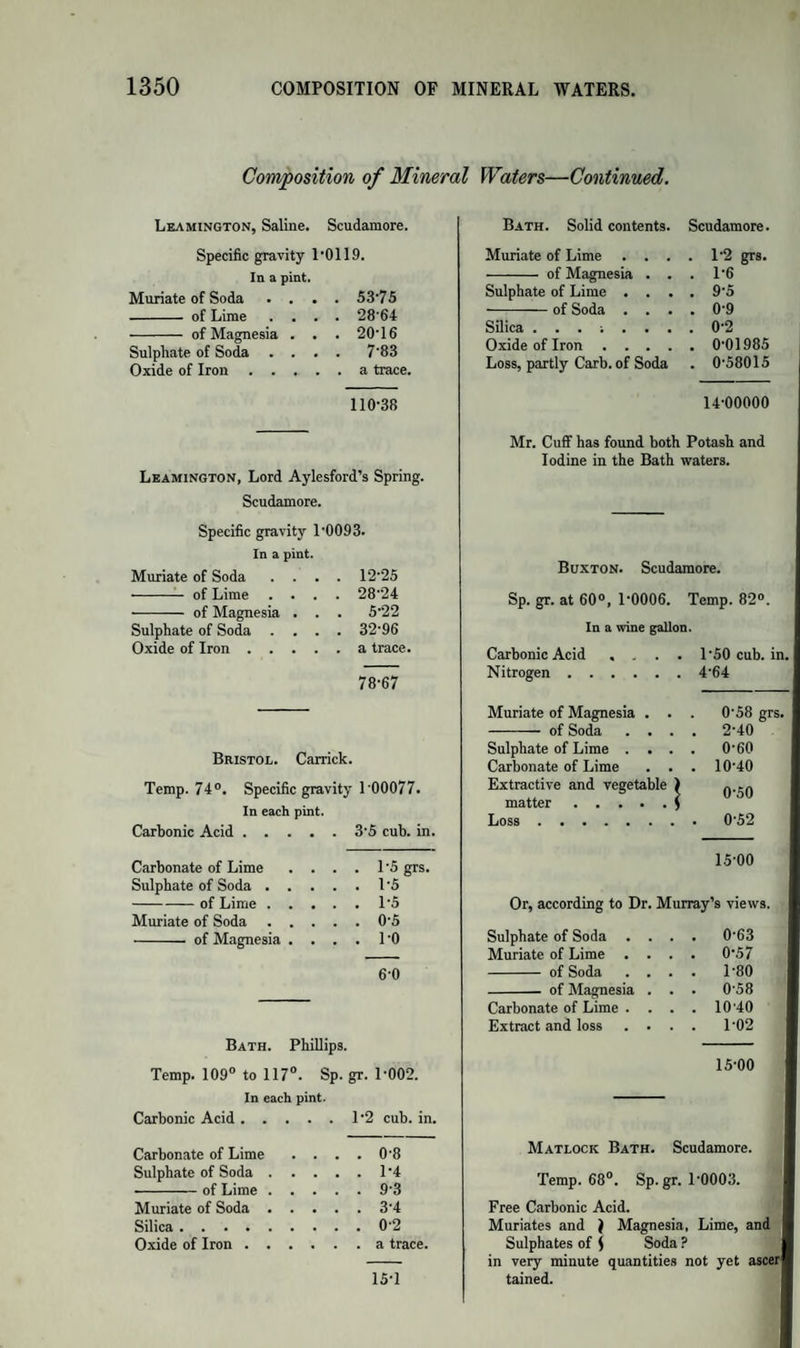 1350 COMPOSITION OF MINERAL WATERS.
Composition of Mineral Waters—Continued.
LEAMINGTON, Saline. Scudamore.
Specific gravity 1·0119.
In a pint.
Muriate of Soda . . . . 53·75
——— of Lime . . . . 28·64
——— of Magnesia . . . 20·16
Sulphate of Soda . . . . 7·83
Oxide of Iron . . . . . a trace.
110·38
LEAMINGTON, Lord Aylesford's Spring.
Scudamore.
Specific gravity 1·0093.
In a pint.
Muriate of Soda . . . . 12·25
——— of Lime . . . . 28·24
——— of Magnesia . . . 5·22
Sulphate of Soda . . . . 32·96
Oxide of Iron . . . . . a trace.
78·67
BRISTOL. Carrick.
Temp. 74°. Specific gravity 1·00077.
In each pint.
Carbonic Acid . . . . . 3·5 cub. in.
Carbonate of Lime . . . . 1·5 grs.
Sulphate of Soda . . . . . 1·5
——— of Lime . . . . . 1·5
Muriate of Soda . . . . . 0·5
——— of Magnesia . . . . 1·0
6·0
BATH. Phillips.
Temp. 109° to 117°. Sp. gr. 1·002.
In each pint.
Carbonic Acid . . . . . 1·2 cub. in.
Carbonate of Lime . . . . 0·8
Sulphate of Soda . . . . . 1·4
——— of Lime . . . . . 9·3
Muriate of Soda . . . . . 3·4
Silica . . . . . . . . . 0·2
Oxide of Iron . . . . . . a trace.
15·1
BATH. Solid contents. Scudamore.
Muriate of Lime . . . . 1·2 grs.
——— of Magnesia . . . 1·6
Sulphate of Lime . . . . 9·5
——— of Soda . . . . 0·9
Silica . . . . . . . . 0·2
Oxide of Iron . . . . . 0·01985
Loss, partly Carb. of Soda . 0·58015
14·00000
Mr. Cuff has found both Potash and
Iodine in the Bath waters.
BUXTON. Scudamore.
Sp. gr. at 60°, 1·0006. Temp. 82°.
In a wine gallon.
Carbonic Acid . . . . 1·50 cub. in.
Nitrogen . . . . . . 4·64
Muriate of Magnesia . . . 0·58 grs.
——— of Soda . . . . 2·40
Sulphate of Lime . . . . 0·60
Carbonate of Lime . . . 10·40
Extractive and vegetable }
matter . . . . . } 0·50
Loss . . . . . . . . 0·52
15·00
Or, according to Dr. Murray's views.
Sulphate of Soda . . . . 0·63
Muriate of Lime . . . . 0·57
——— of Soda . . . . 1·80
——— of Magnesia . . . 0·58
Carbonate of Lime . . . . 10·40
Extract and loss . . . . 1·02
15·00
MATLOCK BATH. Scudamore.
Temp. 68°. Sp. gr. 1·0003.
Free Carbonic Acid.
Muriates and } Magnesia, Lime, and
Sulphates of } Soda?
in very minute quantities not yet ascer
tained.